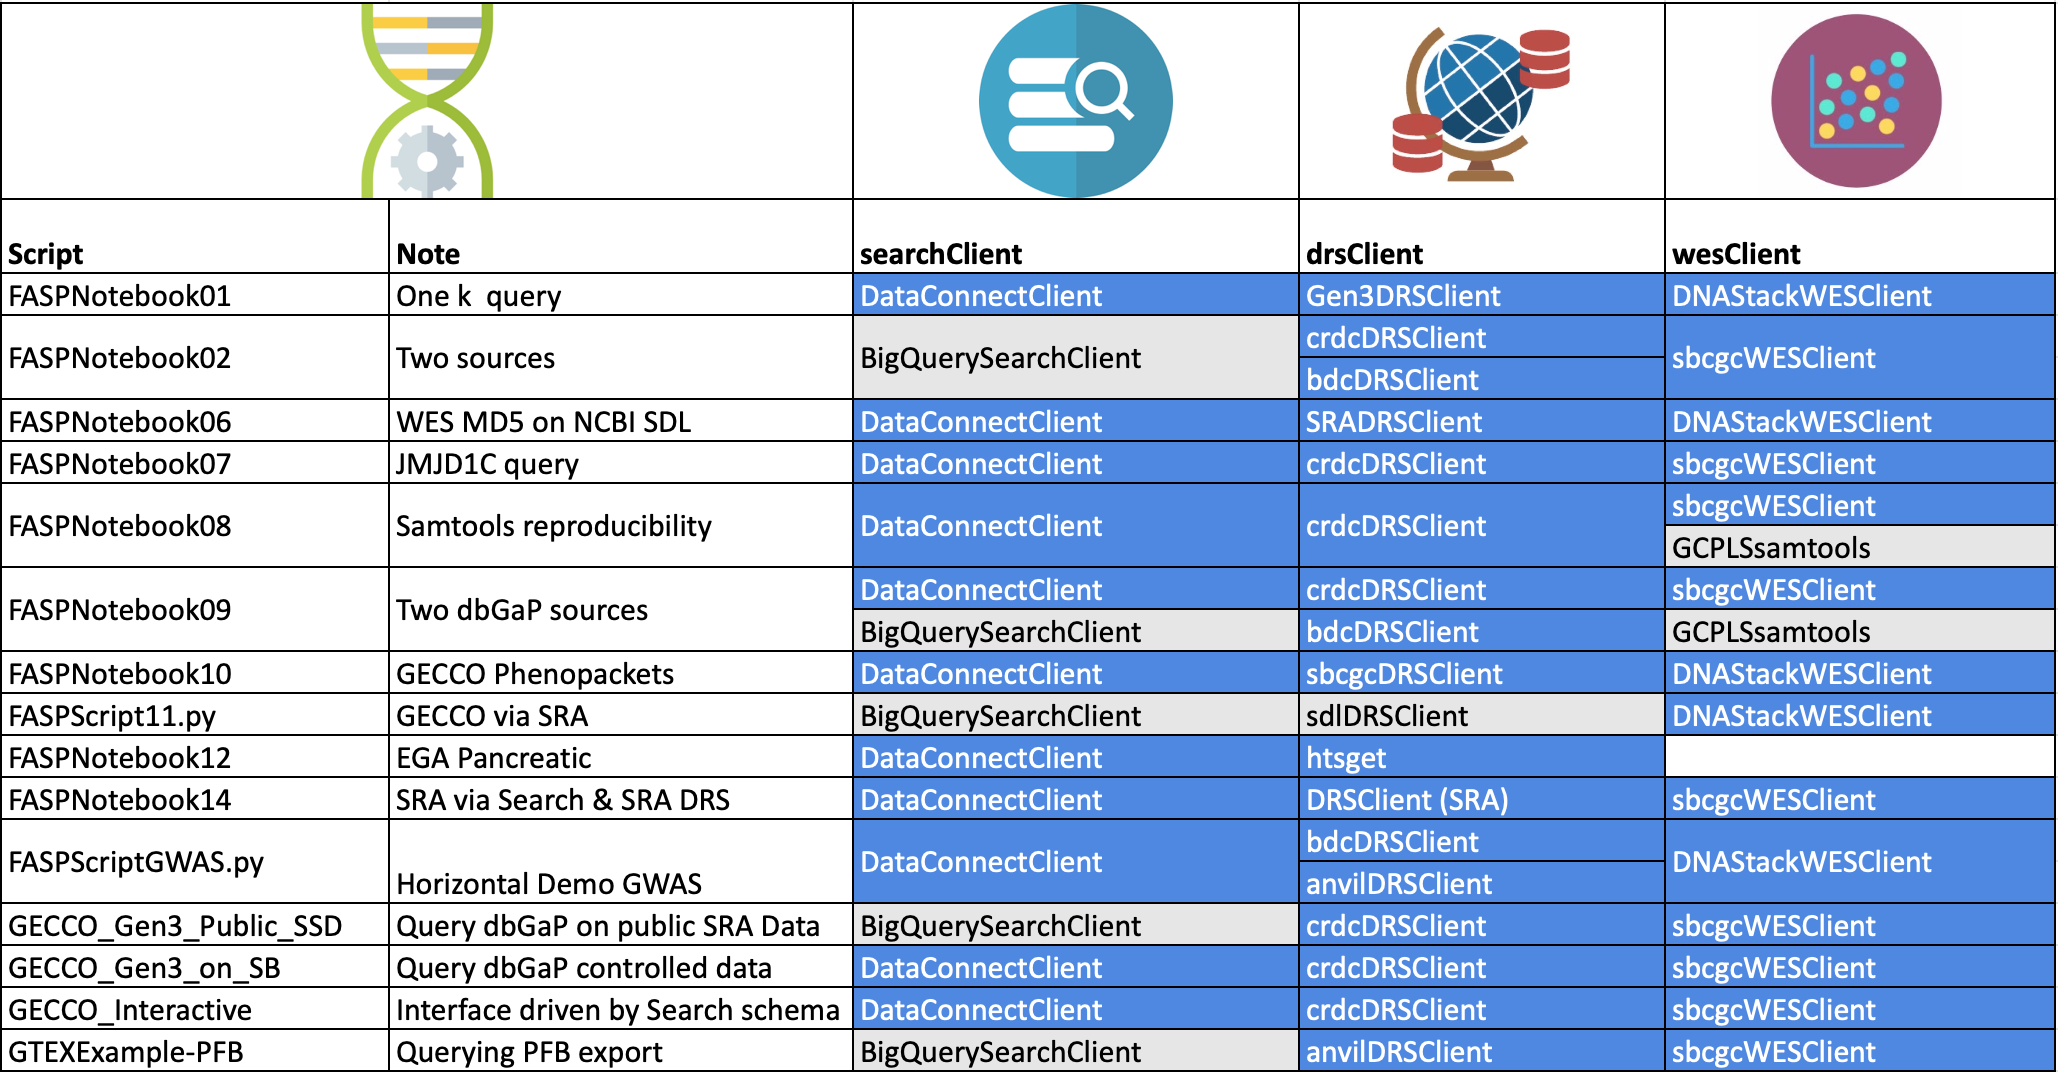 Script Note searchClient drsClient wesClient
FASPNotebook01 One k  query DataConnectClient Gen3DRSClient DNAStackWESClient
FASPNotebook02 Two sources BigQuerySearchClient crdcDRSClient sbcgcWESClient
bdcDRSClient
FASPNotebook06 WES MD5 on NCBI SDL DataConnectClient SRADRSClient DNAStackWESClient
FASPNotebook07 JMJD1C query DataConnectClient crdcDRSClient sbcgcWESClient
FASPNotebook08 Samtools reproducibility DataConnectClient crdcDRSClient sbcgcWESClient
GCPLSsamtools
FASPNotebook09 Two dbGaP sources DataConnectClient crdcDRSClient sbcgcWESClient
BigQuerySearchClient bdcDRSClient GCPLSsamtools
FASPNotebook10 GECCO Phenopackets DataConnectClient sbcgcDRSClient DNAStackWESClient
FASPScript11.py GECCO via SRA BigQuerySearchClient sdlDRSClient DNAStackWESClient
FASPNotebook12 EGA Pancreatic DataConnectClient htsget
FASPNotebook14 SRA via Search & SRA DRS DataConnectClient DRSClient (SRA) sbcgcWESClient
FASPScriptGWAS.py Horizontal Demo GWAS DataConnectClient bdcDRSClient DNAStackWESClient
anvilDRSClient
GECCO_Gen3_Public_SSD Query dbGaP on public SRA Data BigQuerySearchClient crdcDRSClient sbcgcWESClient
GECCO_Gen3_on_SB Query dbGaP controlled data DataConnectClient crdcDRSClient sbcgcWESClient
GECCO_Interactive Interface driven by Search schema DataConnectClient crdcDRSClient sbcgcWESClient
GTEXExample-PFB Querying PFB export BigQuerySearchClient anvilDRSClient sbcgcWESClient